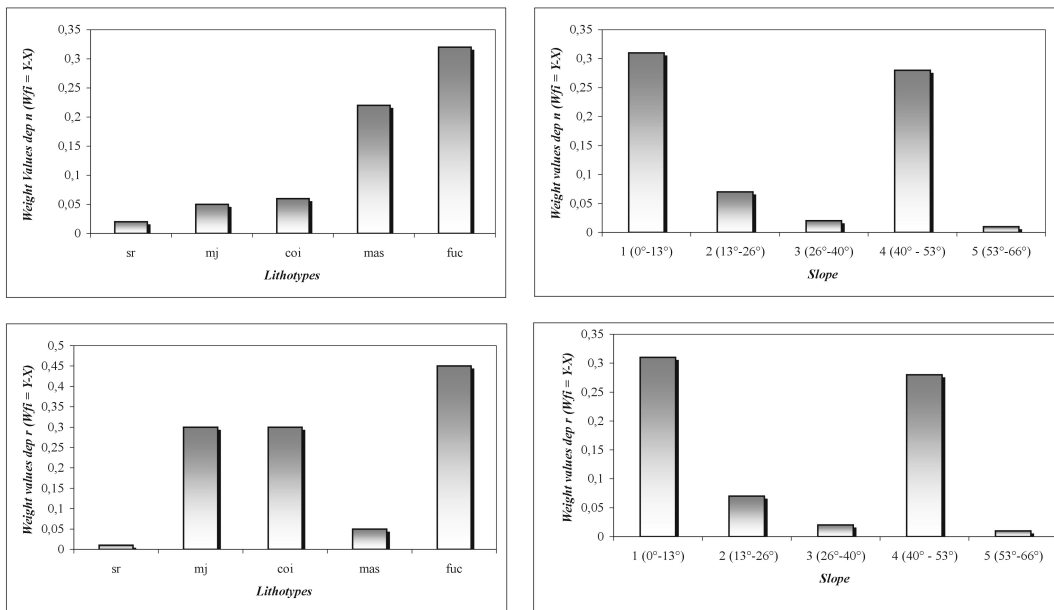 Weight Values dep n (Wfi = Y-X)
0,35
0,3
0,25
0,2
0,15
0,1
0,05
0
sr mj coi mas fuc
Lithotypes
Weight values dep n (Wfi = Y-X)
0,35
0,3
0,25
0,2
0,15
0,1
0,05
0
1 (0°-13°) 2 (13°-26°) 3 (26°-40°) 4 (40° - 53°) 5 (53°-66°)
Slope
Weight values dep r (Wfi = Y-X)
0,5
0,45
0,4
0,35
0,3
0,25
0,2
0,15
0,1
0,05
0
sr mj coi mas fuc
Lithotypes
Weight values dep r (Wfi = Y-X)
0,35
0,3
0,25
0,2
0,15
0,1
0,05
0
1 (0°-13°) 2 (13°-26°) 3 (26°-40°) 4 (40° - 53°) 5 (53°-66°)
Slope